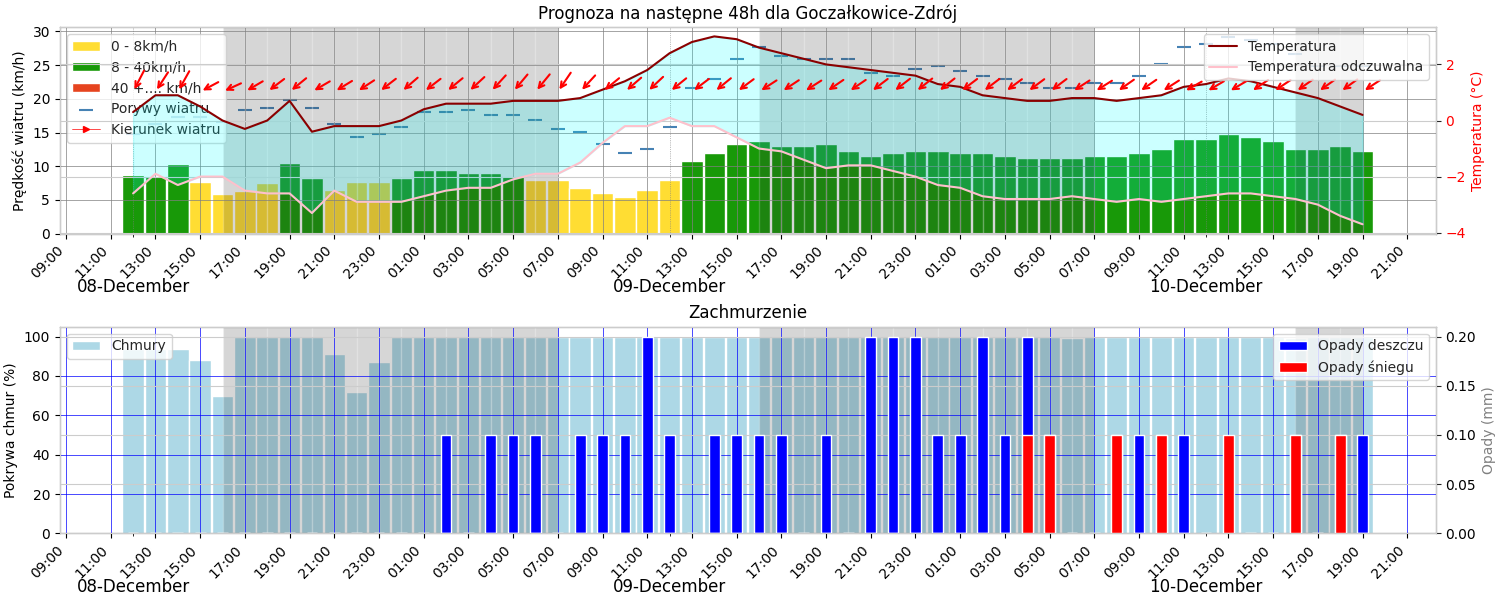 Prognoza na następne 48h dla Goczałkowice-Zdrój
Prędkość wiatru (km/h)
30
25
20
15
10
5
0
0 - 8km/h
8 - 40km/h
40 +... km/h
Porywy wiatru
Kierunek wiatru
Temperatura
Temperatura odczuwalna
2
0
−2
−4
Temperatura (°C)
09:00 11:00 13:00 15:00 17:00 19:00 21:00 23:00 01:00 03:00 05:00 07:00 09:00 11:00 13:00 15:00 17:00 19:00 21:00 23:00 01:00 03:00 05:00 07:00 09:00 11:00 13:00 15:00 17:00 19:00 21:00
08-December 09-December 10-December
Zachmurzenie
Pokrywa chmur (%)
100
80
60
40
20
0
Chmury
Opady deszczu
Opady śniegu
0.20
0.15
0.10
0.05
0.00
Opady (mm)
09:00 11:00 13:00 15:00 17:00 19:00 21:00 23:00 01:00 03:00 05:00 07:00 09:00 11:00 13:00 15:00 17:00 19:00 21:00 23:00 01:00 03:00 05:00 07:00 09:00 11:00 13:00 15:00 17:00 19:00 21:00
08-December 09-December 10-December